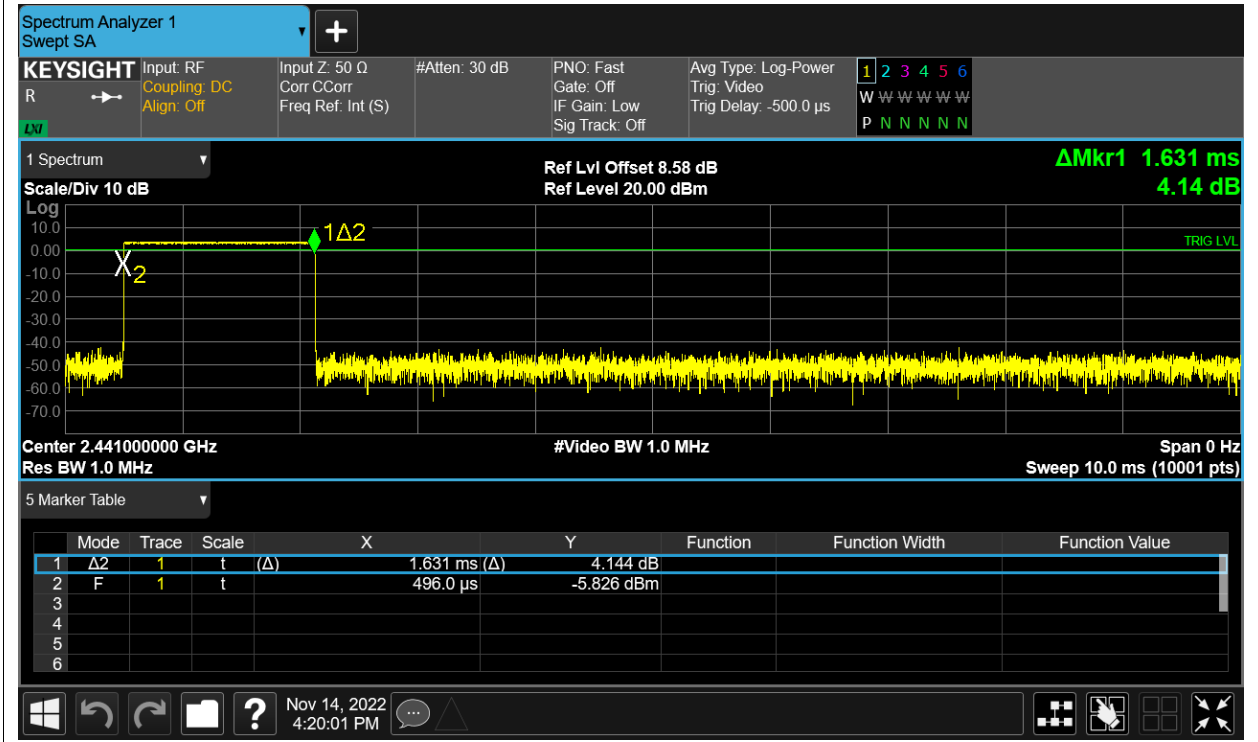 Spectrum Analyzer 1
Swept SA
KEYSIGHT
R
LXI
Input: RF
Coupling: DC
Align: Off
Input Z: 50 Ω
Corr CCorr
Freq Ref: Int (S)
#Atten: 30 dB
PNO: Fast
Gate: Off
IF Gain: Low
Sig Track: Off
Avg Type: Log-Power
Trig: Video
Trig Delay: -500.0 µs
1 2 3 4 5 6
W W W W W W
P N N N N N
1 Spectrum
Scale/Div 10 dB
Ref Lvl Offset 8.58 dB
Ref Level 20.00 dBm
ΔMkr1 1.631 ms
4.14 dB
Log
10.0
0.00
-10.0
-20.0
-30.0
-40.0
-50.0
-60.0
-70.0
1Δ2
X2
TRIG LVL
Center 2.441000000 GHz
#Video BW 1.0 MHz
Span 0 Hz
Res BW 1.0 MHz
Sweep 10.0 ms (10001 pts)
5 Marker Table
Mode Trace Scale X Y Function Function Width Function Value
1 Δ2 1 t (Δ) 1.631 ms (Δ) 4.144 dB
2 F 1 t 496.0 µs -5.826 dBm
3
4
5
6
?
Nov 14, 2022
4:20:01 PM